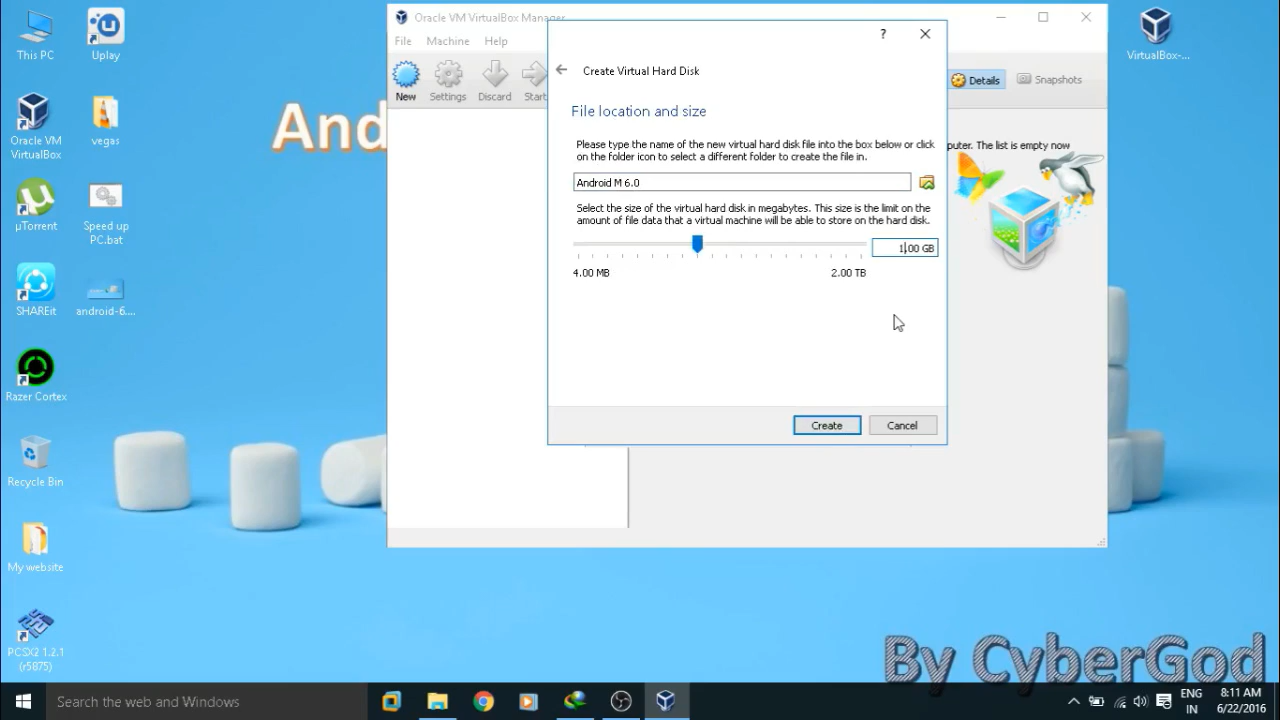 This PC
Uplay
Oracle VM
VirtualBox
vegas
µTorrent
Speed up
PC.bat
SHAREit
android-6....
Razer Cortex
Recycle Bin
My website
PCSX2 1.2.1
(r5875)
And
Oracle VM VirtualBox Manager
File Machine Help
New Settings Discard Start
Details Snapshots
puter. The list is empty now
?
Create Virtual Hard Disk
File location and size
Please type the name of the new virtual hard disk file into the box below or click
on the folder icon to select a different folder to create the file in.
Android M 6.0
Select the size of the virtual hard disk in megabytes. This size is the limit on the
amount of file data that a virtual machine will be able to store on the hard disk.
1.00 GB
4.00 MB 2.00 TB
Create Cancel
VirtualBox-...
By CyberGod
Search the web and Windows
ENG
IN
8:11 AM
6/22/2016